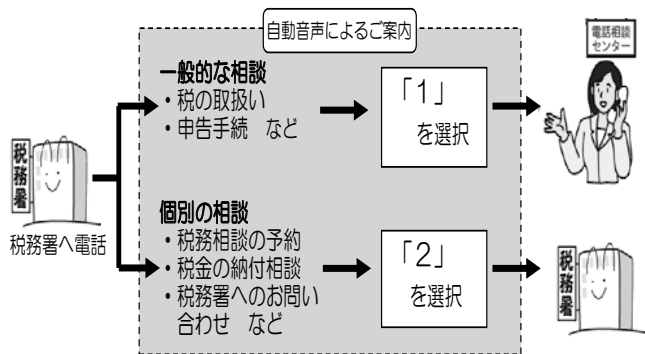 自動音声によるご案内
電話相談
センター
一般的な相談
・税の取扱い
・申告手続　など
「1」
を選択
税務署
税務署へ電話
個別の相談
・税務相談の予約
・税金の納付相談
・税務署へのお問い
合わせ　など
「2」
を選択
税務署